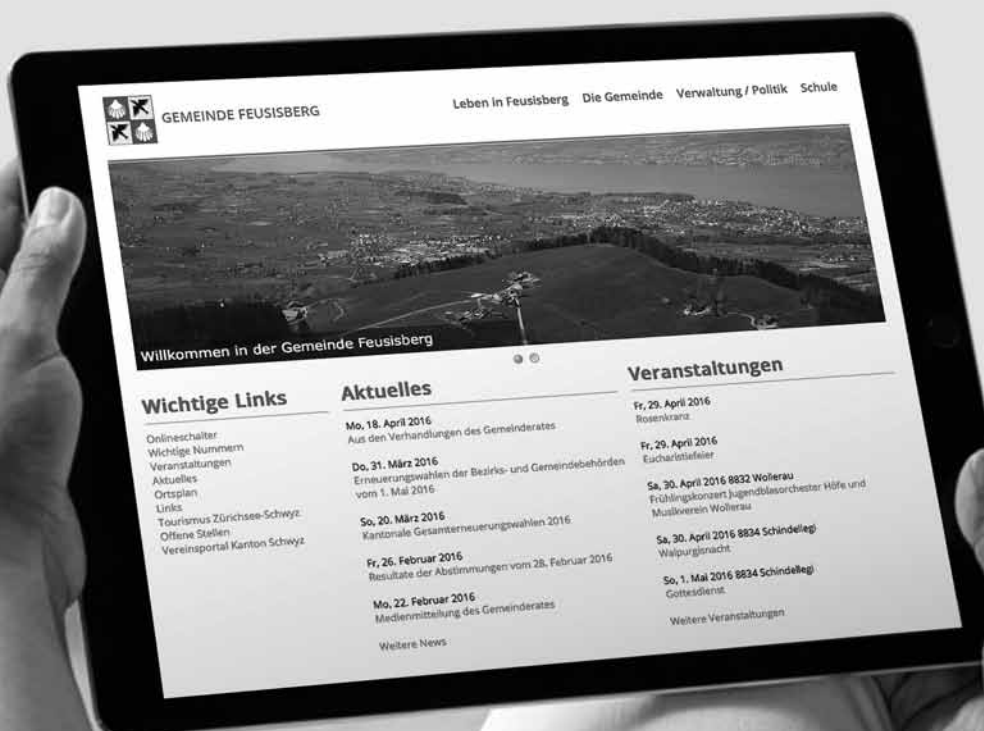 GEMEINDE FEUSISBERG
Leben in Feusisberg Die Gemeinde Verwaltung / Politik Schule
Willkommen in der Gemeinde Feusisberg
Wichtige Links
Onlineschalter
Wichtige Nummern
Veranstaltungen
Aktuelles
Ortsplan
Links
Tourismus Zürichsee-Schwyz
Offene Stellen
Vereinsportal Kanton Schwyz
Aktuelles
Mo, 18. April 2016
Aus den Verhandlungen des Gemeinderates
Do, 31. März 2016
Erneuerungswahlen der Bezirks- und Gemeindebehörden
vom 1. Mai 2016
So, 20. März 2016
Kantonale Gesamterneuerungswahlen 2016
Fr, 26. Februar 2016
Resultate der Abstimmungen vom 28. Februar 2016
Mo, 22. Februar 2016
Medienmitteilung des Gemeinderates
Weitere News
Veranstaltungen
Fr, 29. April 2016
Rosenkranz
Fr, 29. April 2016
Eucharistiefeier
Sa, 30. April 2016 8832 Wollerau
Frühlingskonzert Jugendblasorchester Höfe und
Musikverein Wollerau
Sa, 30. April 2016 8834 Schindellegi
Walpurgisnacht
So, 1. Mai 2016 8834 Schindellegi
Gottesdienst
Weitere Veranstaltungen